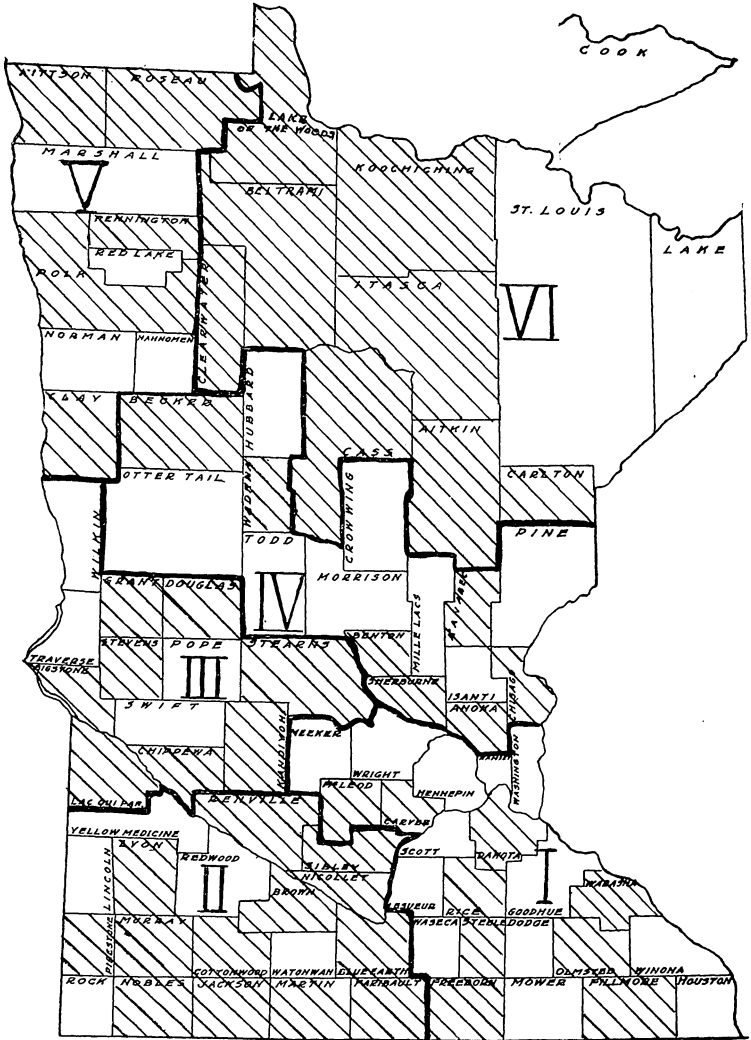 COOK
KITTSON
ROSEAU
LAKE
OF THE WOODS
MARSHALL
KOOCHICHING
V
BELTRAMI
ST. LOUIS
PENNINGTON
RED LAKE
LAKE
POLK
CLEARWATER
ITASCA
VI
NORMAN
MAHNOMEN
HUBBARD
CLAY
BECKER
CASS
AITKIN
OTTER TAIL
WADENA
CROW WING
CARLTON
WILKIN
TODD
PINE
GRANT
DOUGLAS
IV
MORRISON
KANABEC
MILLE LACS
STEVENS
POPE
STEARNS
BENTON
TRAVERSE
BIGSTONE
III
SHERBURNE
ISANTI
CHISAGO
SWIFT
ANOKA
KANDIYOHI
MEEKER
CHIPPEWA
WRIGHT
HENNEPIN
RAMSEY
WASHINGTON
LAC QUI PAR.
RENVILLE
McLEOD
CARVER
YELLOW MEDICINE
LYON
LINCOLN
REDWOOD
II
SIBLEY
NICOLLET
BROWN
SCOTT
DAKOTA
I
LESUEUR
RICE
GOODHUE
WABASHA
PIPESTONE
MURRAY
COTTONWOOD
WATONWAN
BLUE EARTH
WASECA
STEELE
DODGE
OLMSTED
WINONA
ROCK
NOBLES
JACKSON
MARTIN
FARIBAULT
FREEBORN
MOWER
FILLMORE
HOUSTON